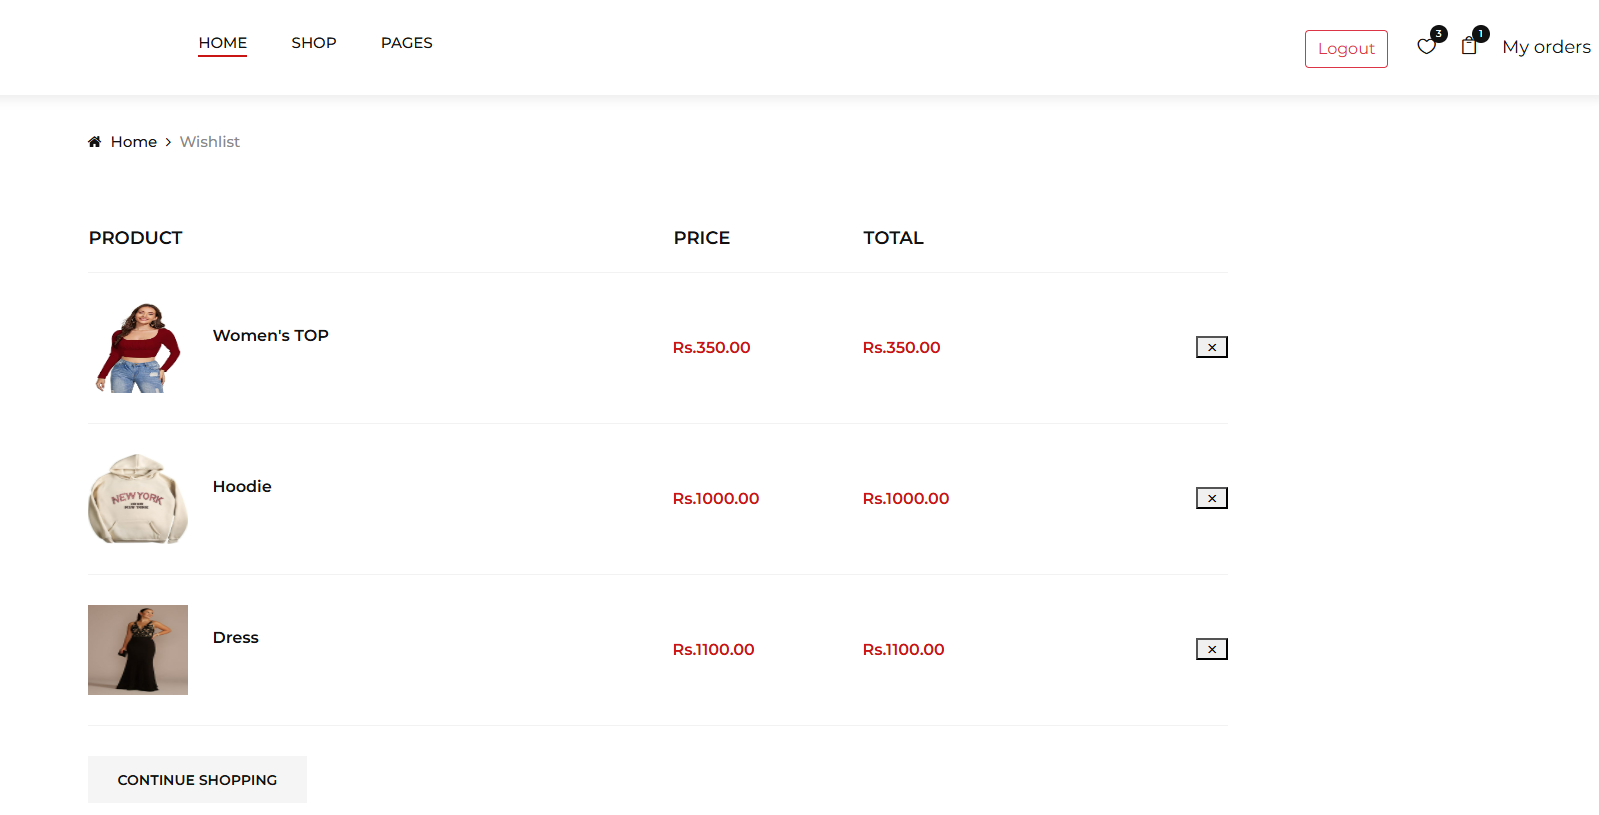 HOME SHOP PAGES Logout 3 1 My orders
Home > Wishlist
PRODUCT PRICE TOTAL
Women's TOP Rs.350.00 Rs.350.00 ×
NEW YORK
Hoodie Rs.1000.00 Rs.1000.00 ×
Dress Rs.1100.00 Rs.1100.00 ×
CONTINUE SHOPPING